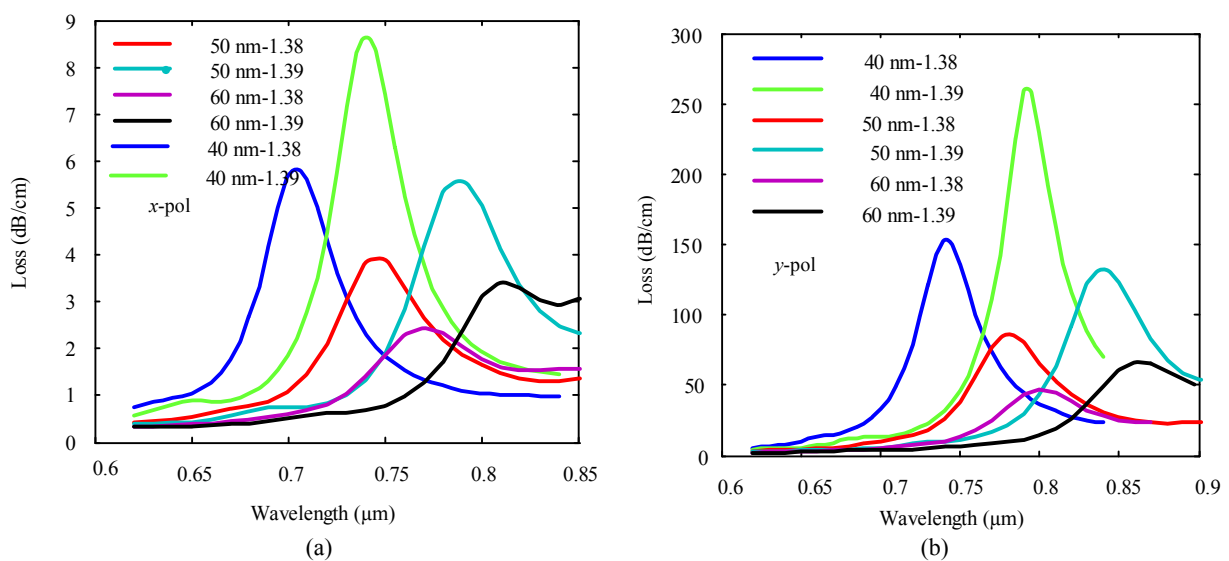 9
8
7
6
5
4
3
2
1
0
0.6
0.65
0.7
0.75
0.8
0.85
Loss (dB/cm)
Wavelength (μm)
50 nm-1.38
50 nm-1.39
60 nm-1.38
60 nm-1.39
40 nm-1.38
40 nm-1.39
x-pol
(a)
300
250
200
150
100
50
0
0.6
0.65
0.7
0.75
0.8
0.85
0.9
Loss (dB/cm)
Wavelength (μm)
40 nm-1.38
40 nm-1.39
50 nm-1.38
50 nm-1.39
60 nm-1.38
60 nm-1.39
y-pol
(b)